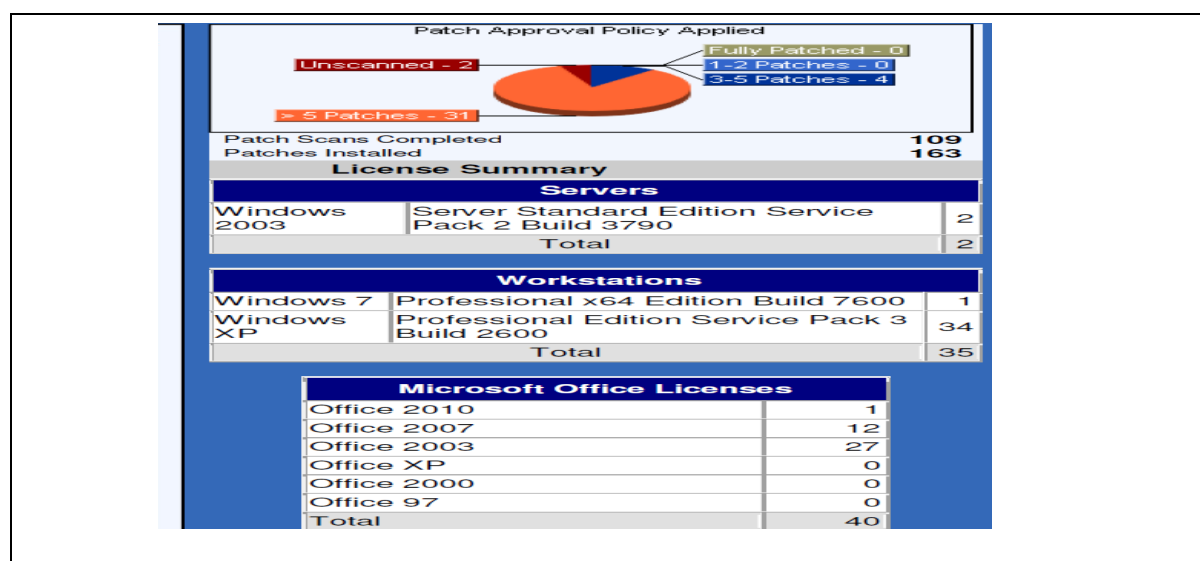 Patch Approval Policy Applied
Fully Patched - 0
Unscanned - 2
1-2 Patches - 0
3-5 Patches - 4
> 5 Patches - 31
Patch Scans Completed 109
Patches Installed 163
License Summary
Servers
Windows 2003 Server Standard Edition Service Pack 2 Build 3790 2
Total 2
Workstations
Windows 7 Professional x64 Edition Build 7600 1
Windows XP Professional Edition Service Pack 3 Build 2600 34
Total 35
Microsoft Office Licenses
Office 2010 1
Office 2007 12
Office 2003 27
Office XP 0
Office 2000 0
Office 97 0
Total 40